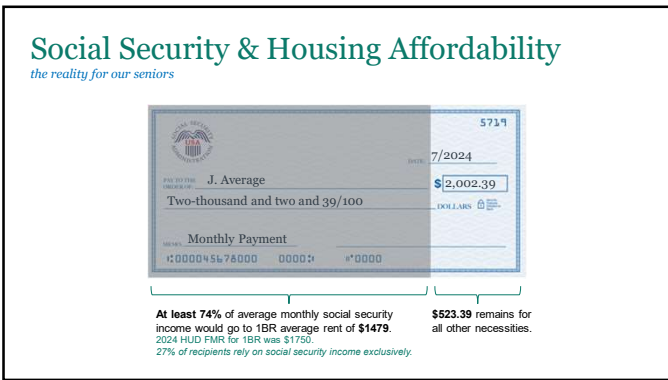 Social Security & Housing Affordability
the reality for our seniors
5719
SOCIAL SECURITY
USA
ADMINISTRATION
DATE 7/2024
PAY TO THE
ORDER OF: J. Average
$ 2,002.39
Two-thousand and two and 39/100
DOLLARS
MEMO Monthly Payment
⑆000045678000 0000⑆ ⑈0000
At least 74% of average monthly social security
income would go to 1BR average rent of $1479.
2024 HUD FMR for 1BR was $1750.
27% of recipients rely on social security income exclusively.
$523.39 remains for
all other necessities.